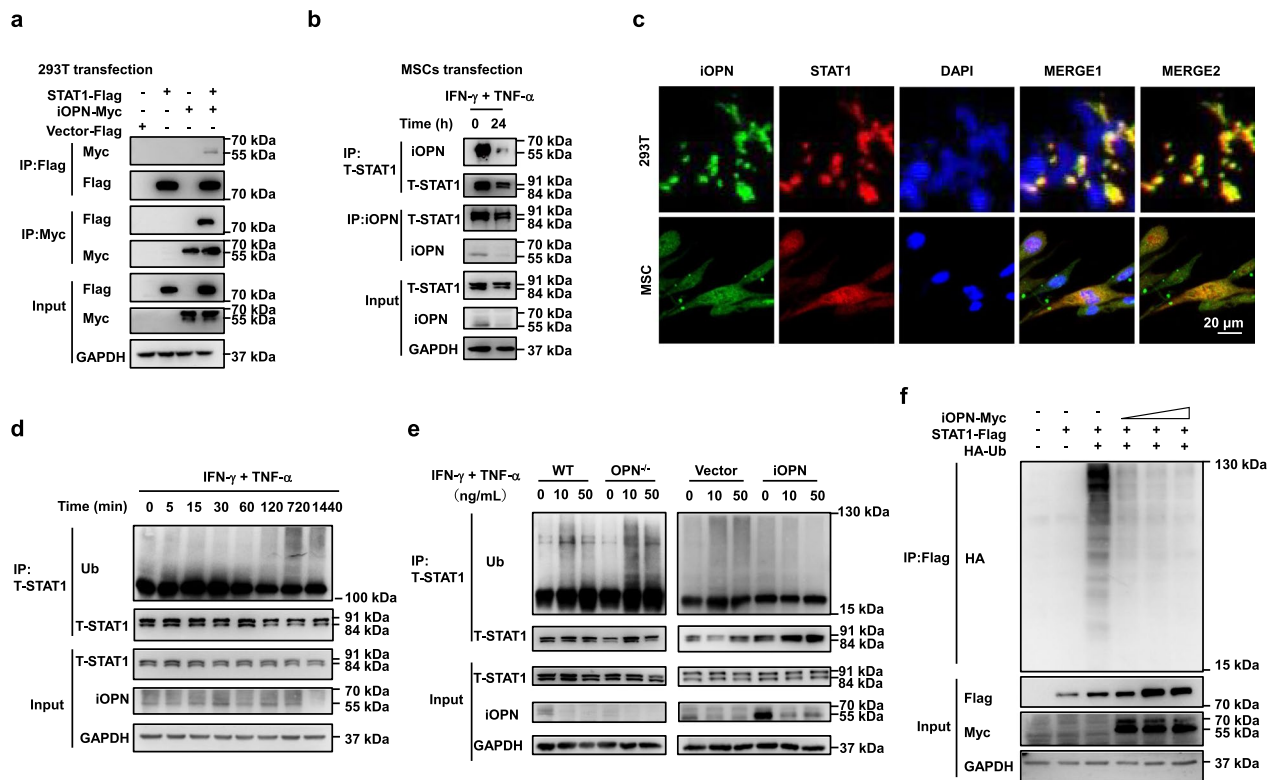 a
293T transfection
STAT1-Flag - + - +
iOPN-Myc - - + +
Vector-Flag + - - -
IP:Flag
Myc
70 kDa
55 kDa
Flag
70 kDa
IP:Myc
Flag
70 kDa
Myc
70 kDa
55 kDa
Input
Flag
70 kDa
Myc
70 kDa
55 kDa
GAPDH
37 kDa
b
MSCs transfection
IFN-γ + TNF-α
Time (h) 0 24
IP:
T-STAT1
iOPN
70 kDa
55 kDa
T-STAT1
91 kDa
84 kDa
IP:iOPN
T-STAT1
91 kDa
84 kDa
iOPN
70 kDa
55 kDa
Input
T-STAT1
91 kDa
84 kDa
iOPN
70 kDa
55 kDa
GAPDH
37 kDa
c
iOPN STAT1 DAPI MERGE1 MERGE2
293T
MSC
20 µm
d
IFN-γ + TNF-α
Time (min) 0 5 15 30 60 120 720 1440
IP:
T-STAT1
Ub
100 kDa
T-STAT1
91 kDa
84 kDa
Input
T-STAT1
91 kDa
84 kDa
iOPN
70 kDa
55 kDa
GAPDH
37 kDa
e
IFN-γ + TNF-α
(ng/mL)
WT OPN-/- Vector iOPN
0 10 50 0 10 50 0 10 50 0 10 50
IP:
T-STAT1
Ub
130 kDa
15 kDa
T-STAT1
91 kDa
84 kDa
Input
T-STAT1
91 kDa
84 kDa
iOPN
70 kDa
55 kDa
GAPDH
37 kDa
f
iOPN-Myc - - -
STAT1-Flag - + + + + +
HA-Ub - - + + + +
IP:Flag
HA
130 kDa
15 kDa
Input
Flag
70 kDa
Myc
70 kDa
55 kDa
GAPDH
37 kDa